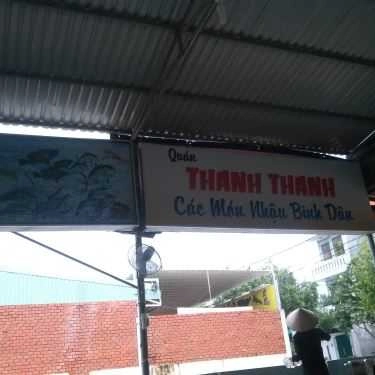 Quán
THANH THANH
Các Món Nhậu Bình Dân